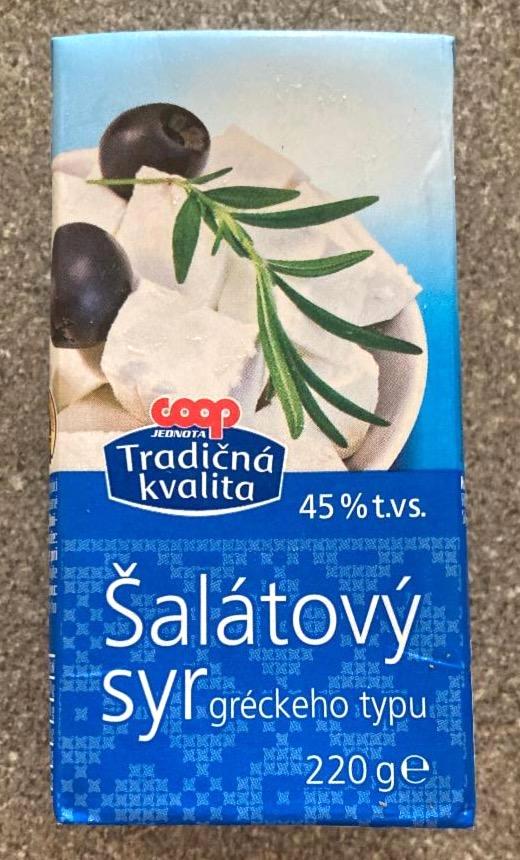 coop
JEDNOTA
Tradičná
kvalita
45 % t.vs.
Šalátový
syr gréckeho typu
220 g e